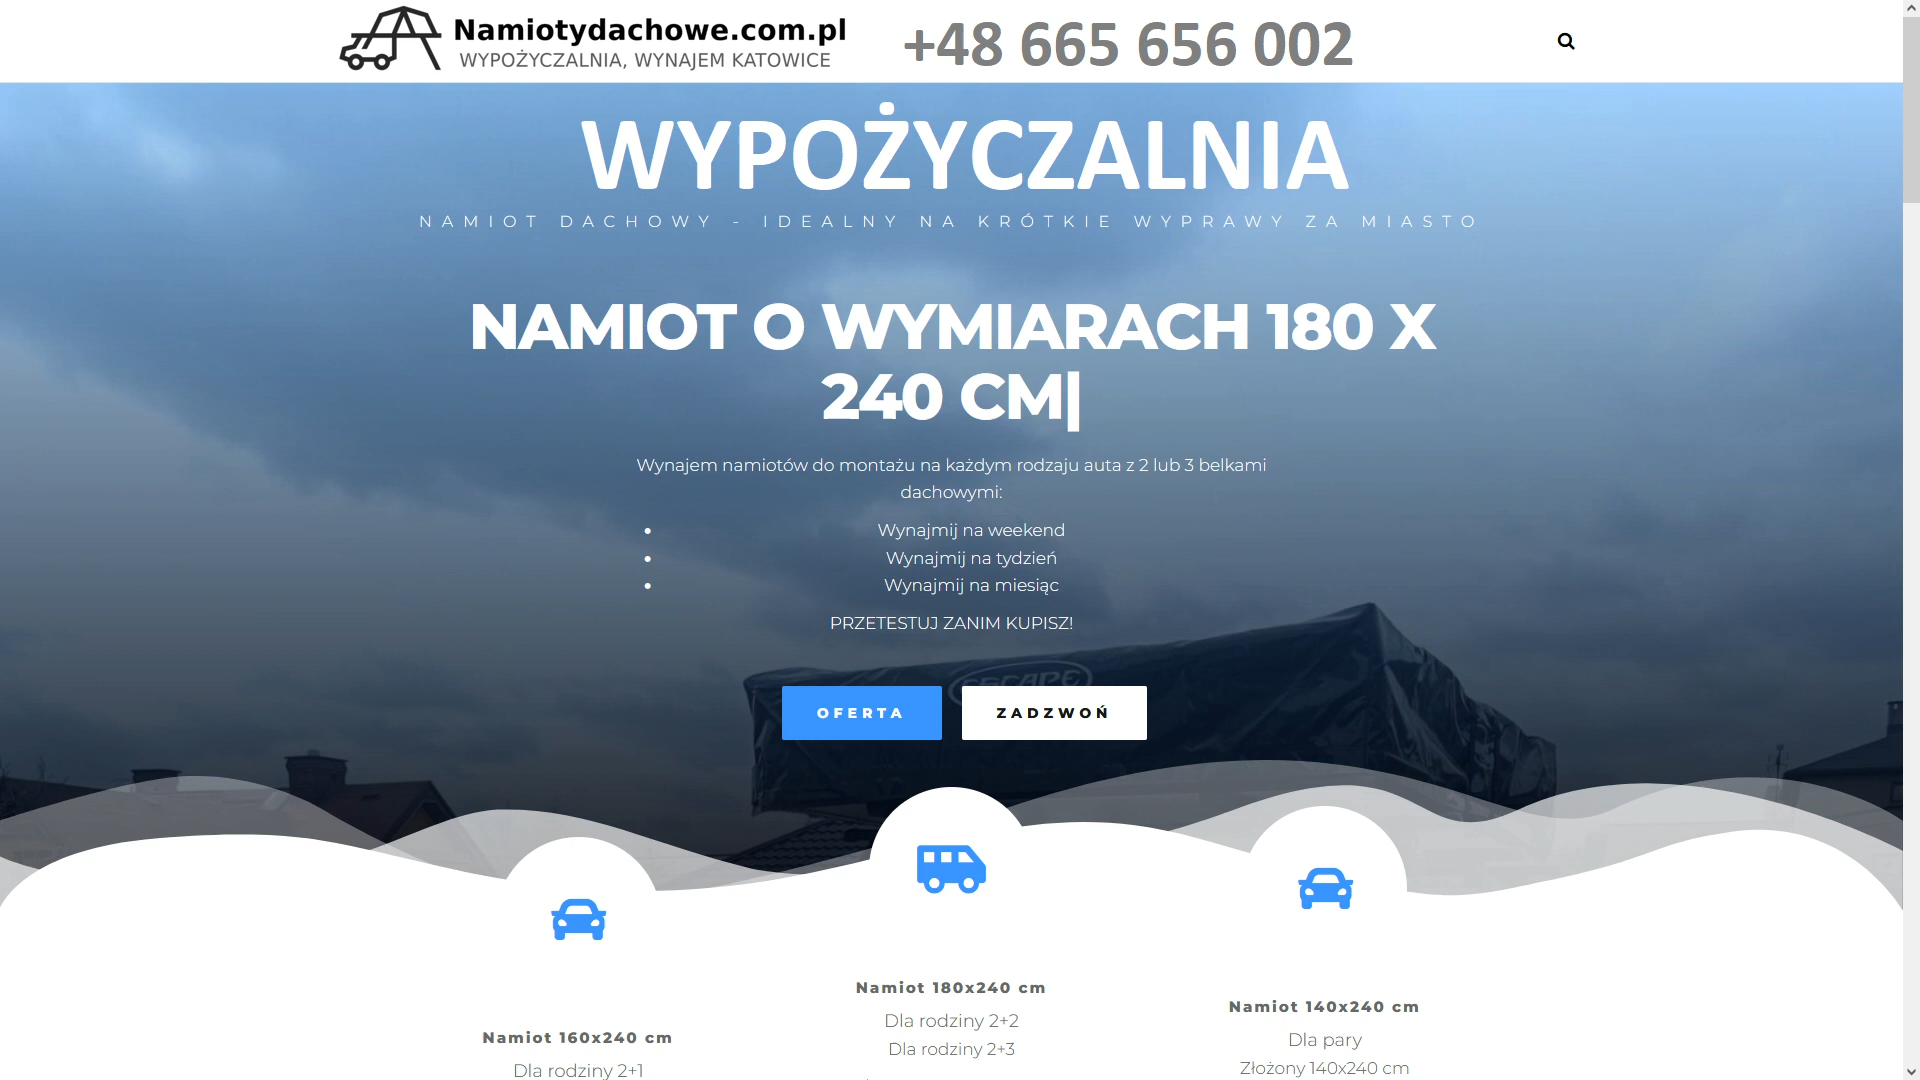 Namiotydachowe.com.pl
WYPOŻYCZALNIA, WYNAJEM KATOWICE
+48 665 656 002
WYPOŻYCZALNIA
NAMIOT DACHOWY - IDEALNY NA KRÓTKIE WYPRAWY ZA MIASTO
NAMIOT O WYMIARACH 180 X
240 CM|
Wynajem namiotów do montażu na każdym rodzaju auta z 2 lub 3 belkami
dachowymi:
Wynajmij na weekend
Wynajmij na tydzień
Wynajmij na miesiąc
PRZETESTUJ ZANIM KUPISZ!
ESCAPE
OFERTA
ZADZWOŃ
Namiot 160x240 cm
Dla rodziny 2+1
Namiot 180x240 cm
Dla rodziny 2+2
Dla rodziny 2+3
Namiot 140x240 cm
Dla pary
Złożony 140x240 cm